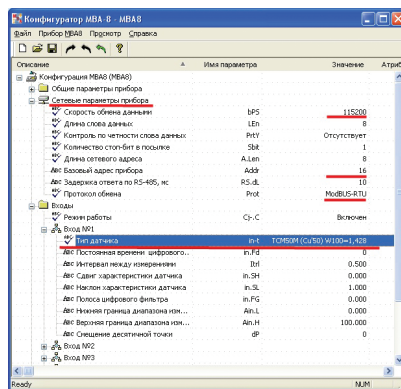 Конфигуратор МВА-8 - МВА8
Файл Прибор МВА8 Просмотр Справка
Описание Имя параметра Значение Атриб
Конфигурация МВА8 (МВА8)
Общие параметры прибора
Сетевые параметры прибора
Скорость обмена данными bPS 115200
Длина слова данных LEn 8
Контроль по четности слова данных PrtY Отсутствует
Количество стоп-бит в посылке Sbit 1
Длина сетевого адреса A.Len 8
Базовый адрес прибора Addr 16
Задержка ответа по RS-485, мс RS.dL 10
Протокол обмена Prot ModBUS-RTU
Входы
Режим работы Cj-.C Включен
Вход №1
Тип датчика in-t TCM50M (Cu'50) W100=1,428
Постоянная времени цифрового.. in.Fd 0
Интервал между измерениями Itrl 0.500
Сдвиг характеристики датчика in.SH 0.000
Наклон характеристики датчика in.SL 1.000
Полоса цифрового фильтра in.FG 0.000
Нижняя граница диапазона изм... Ain.L 0.000
Верхняя граница диапазона изм... Ain.H 100.000
Смещение десятичной точки dP 0
Вход №2
Вход №3
Ready NUM